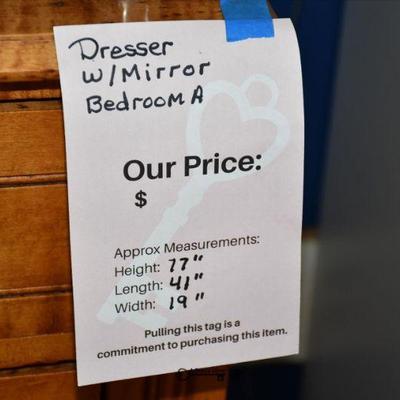 Dresser
w/Mirror
Bedroom A
Our Price:
$
Approx Measurements:
Height: 77"
Length: 41"
Width: 19"
Pulling this tag is a
commitment to purchasing this item.